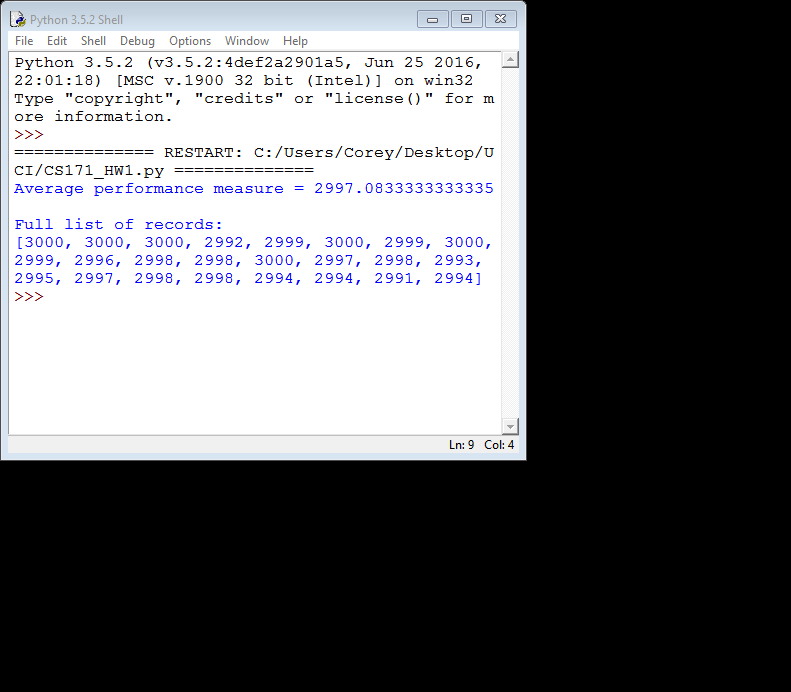 Python 3.5.2 Shell
File Edit Shell Debug Options Window Help
Python 3.5.2 (v3.5.2:4def2a2901a5, Jun 25 2016,
22:01:18) [MSC v.1900 32 bit (Intel)] on win32
Type "copyright", "credits" or "license()" for m
ore information.
>>>
============== RESTART: C:/Users/Corey/Desktop/U
CI/CS171_HW1.py ==============
Average performance measure = 2997.0833333333335
Full list of records:
[3000, 3000, 3000, 2992, 2999, 3000, 2999, 3000,
2999, 2996, 2998, 2998, 3000, 2997, 2998, 2993,
2995, 2997, 2998, 2998, 2994, 2994, 2991, 2994]
>>>
Ln: 9 Col: 4